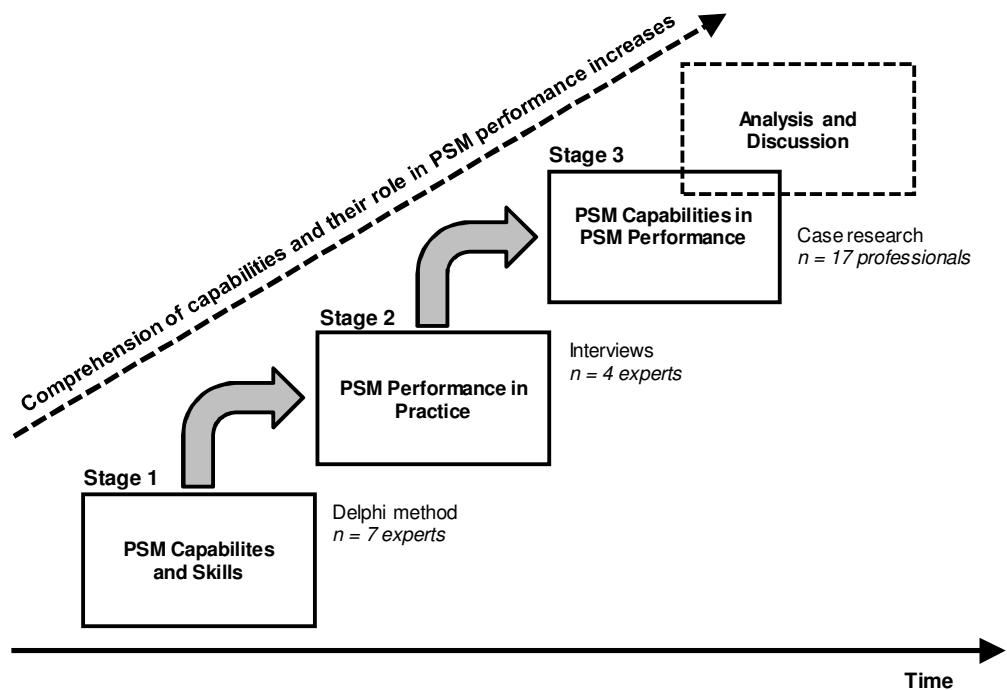 Comprehension of capabilities and their role in PSM performance increases
Analysis and
Discussion
Stage 3
PSM Capabilities in
PSM Performance
Case research
n = 17 professionals
Stage 2
PSM Performance in
Practice
Interviews
n = 4 experts
Stage 1
PSM Capabilites
and Skills
Delphi method
n = 7 experts
Time